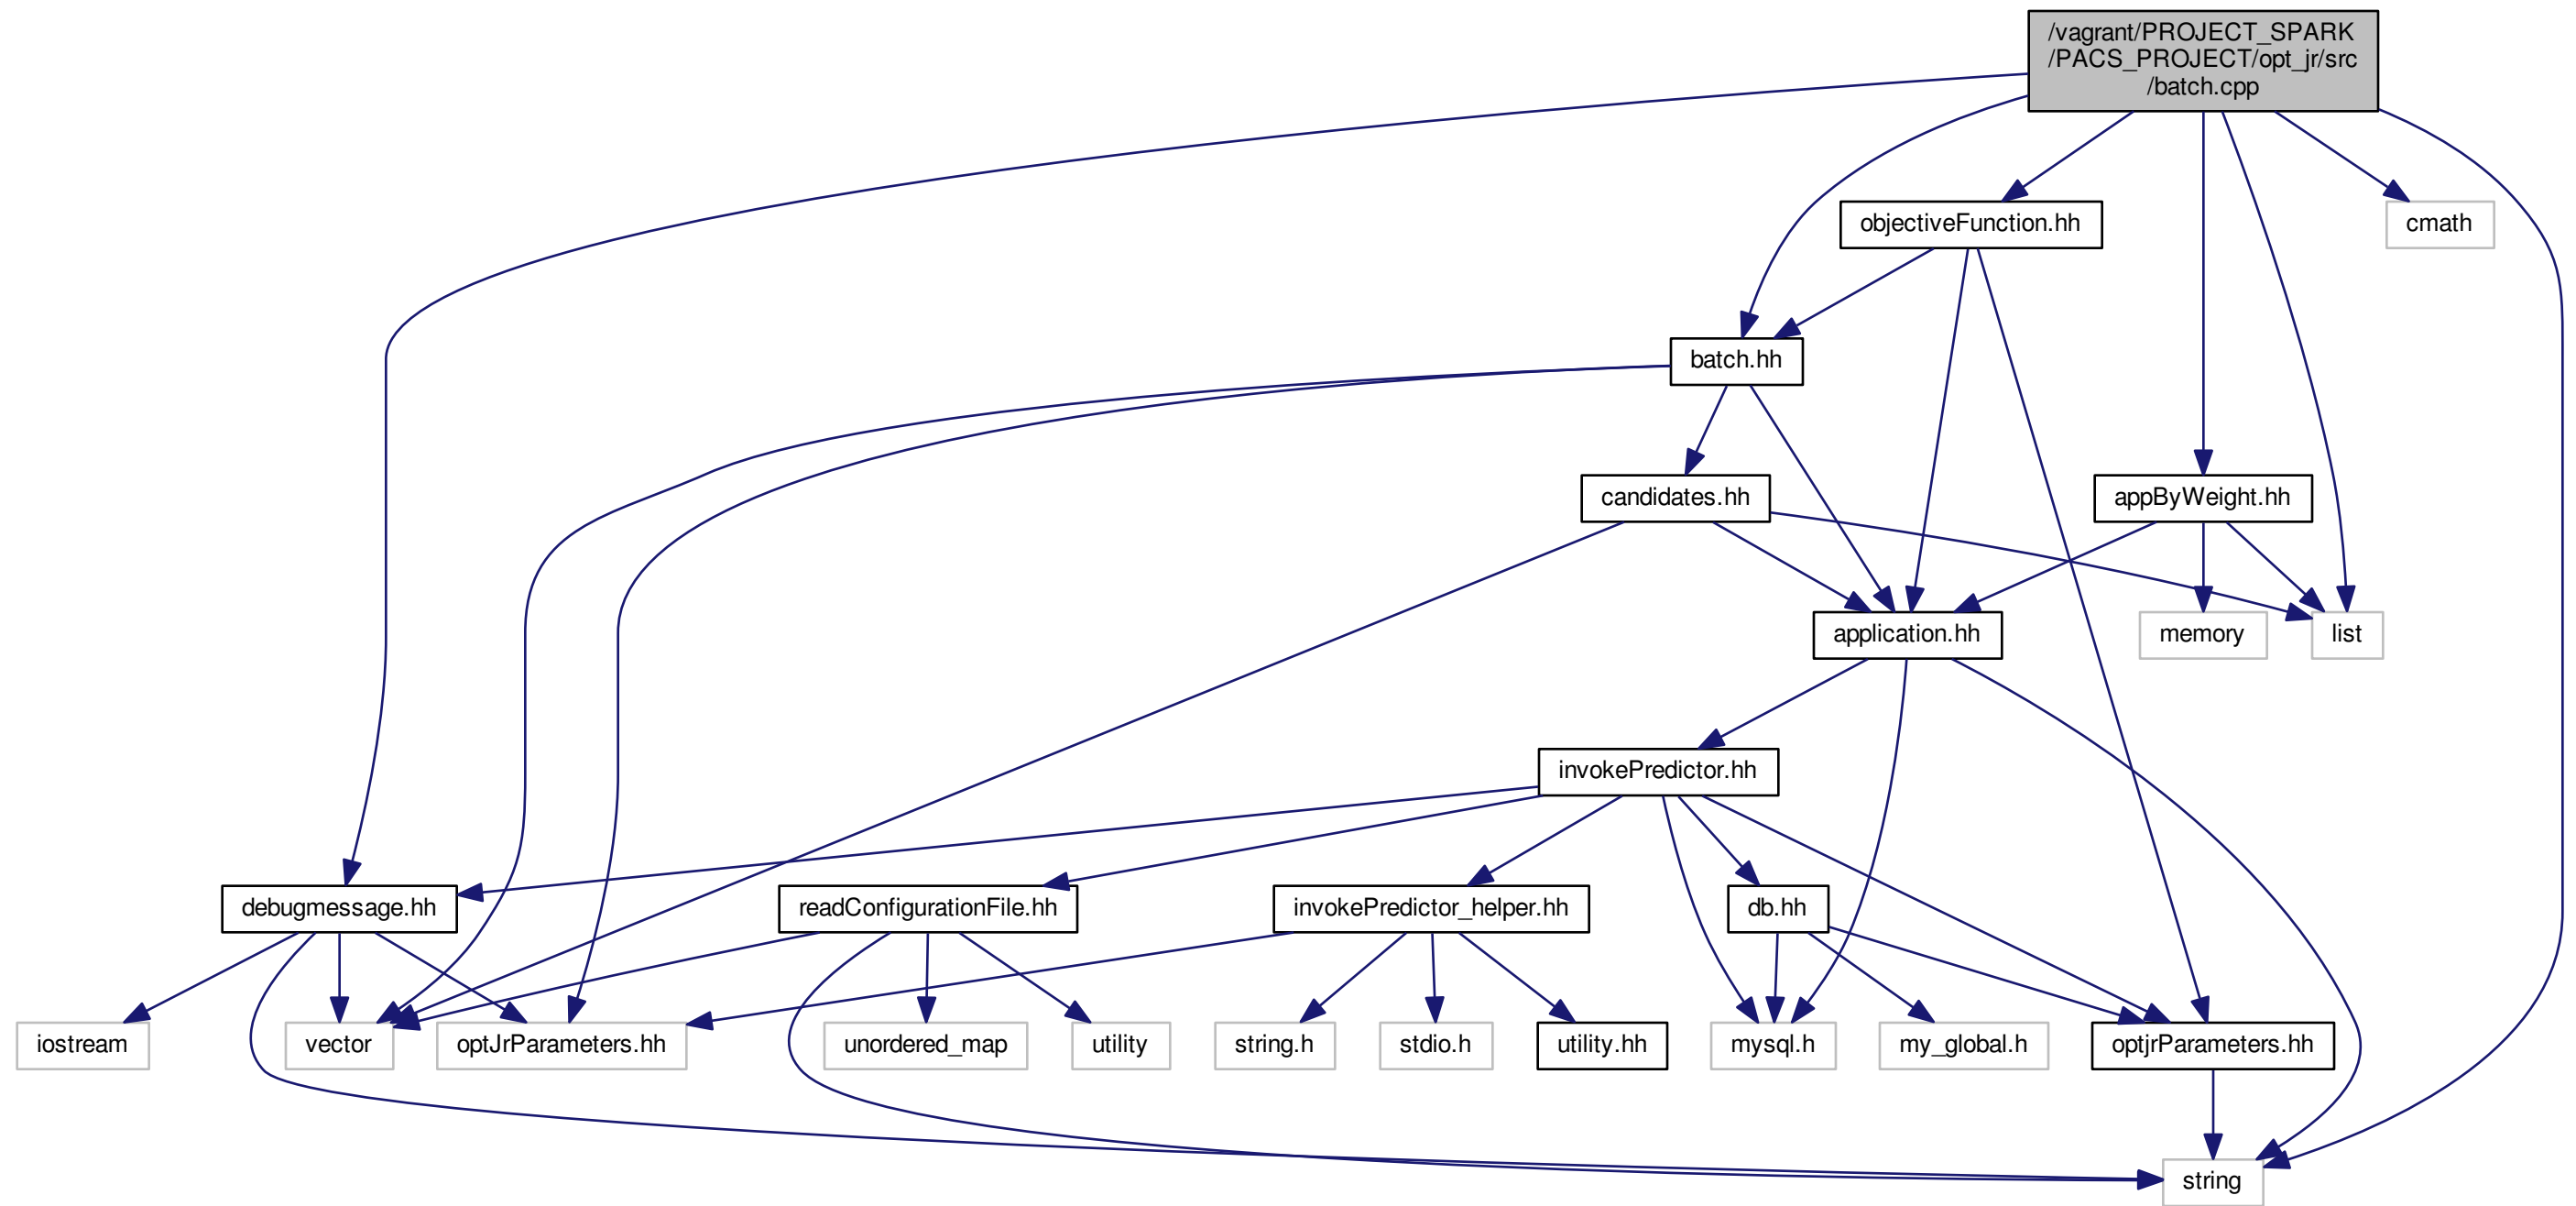 /vagrant/PROJECT_SPARK
/PACS_PROJECT/opt_jr/src
/batch.cpp
objectiveFunction.hh
cmath
batch.hh
candidates.hh
appByWeight.hh
application.hh
memory
list
invokePredictor.hh
debugmessage.hh
readConfigurationFile.hh
invokePredictor_helper.hh
db.hh
iostream
vector
optJrParameters.hh
unordered_map
utility
string.h
stdio.h
utility.hh
mysql.h
my_global.h
optjrParameters.hh
string